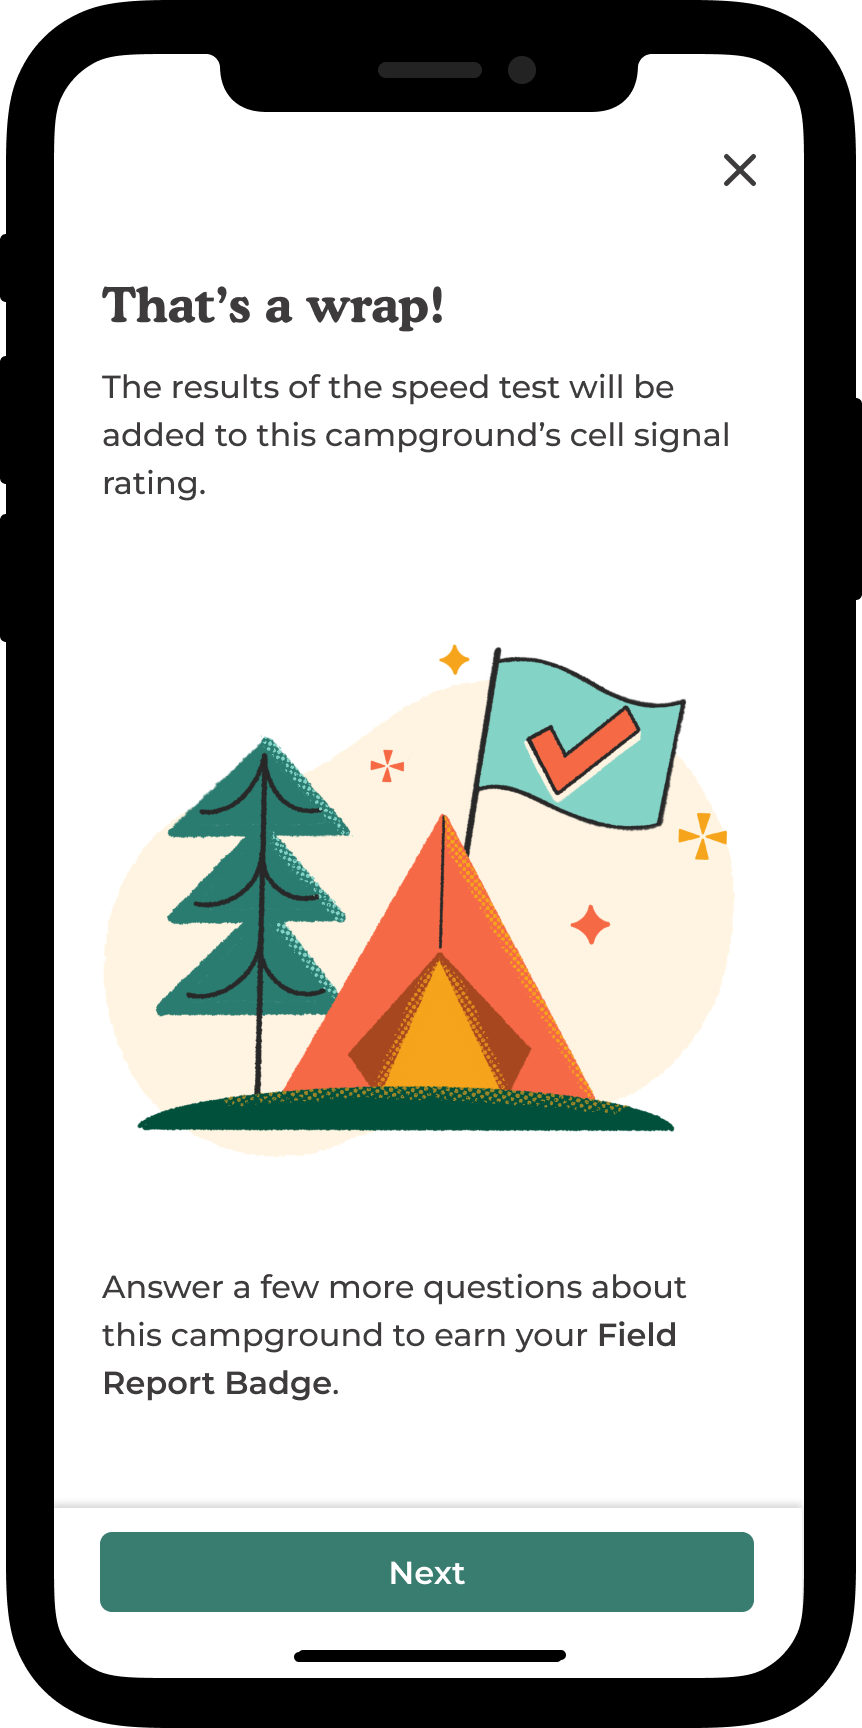 That’s a wrap!
The results of the speed test will be
added to this campground’s cell signal
rating.
Answer a few more questions about
this campground to earn your Field
Report Badge.
Next